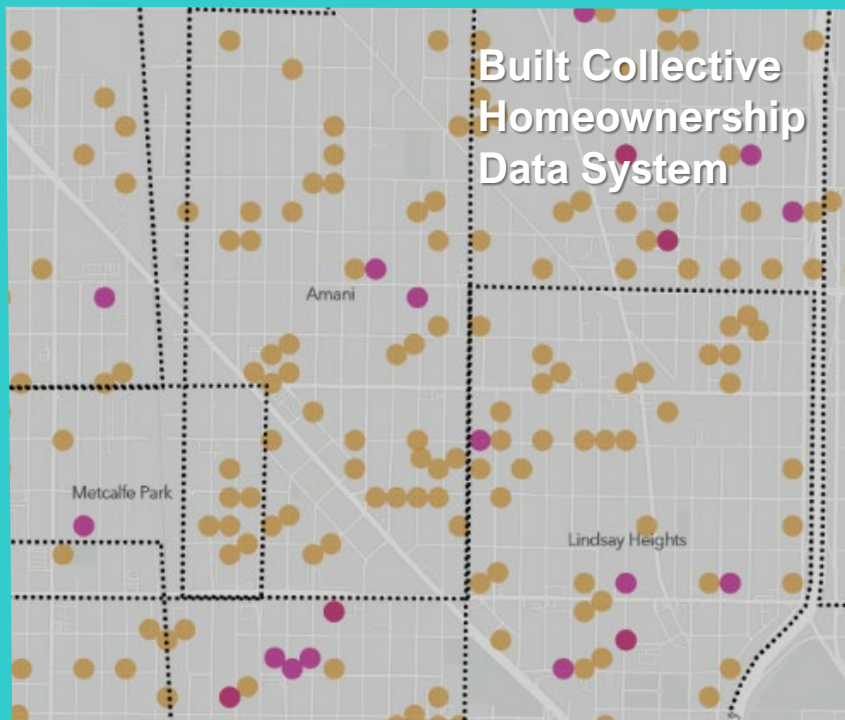 Built Collective
Homeownership
Data System
Amani
Metcalfe Park
Lindsay Heights